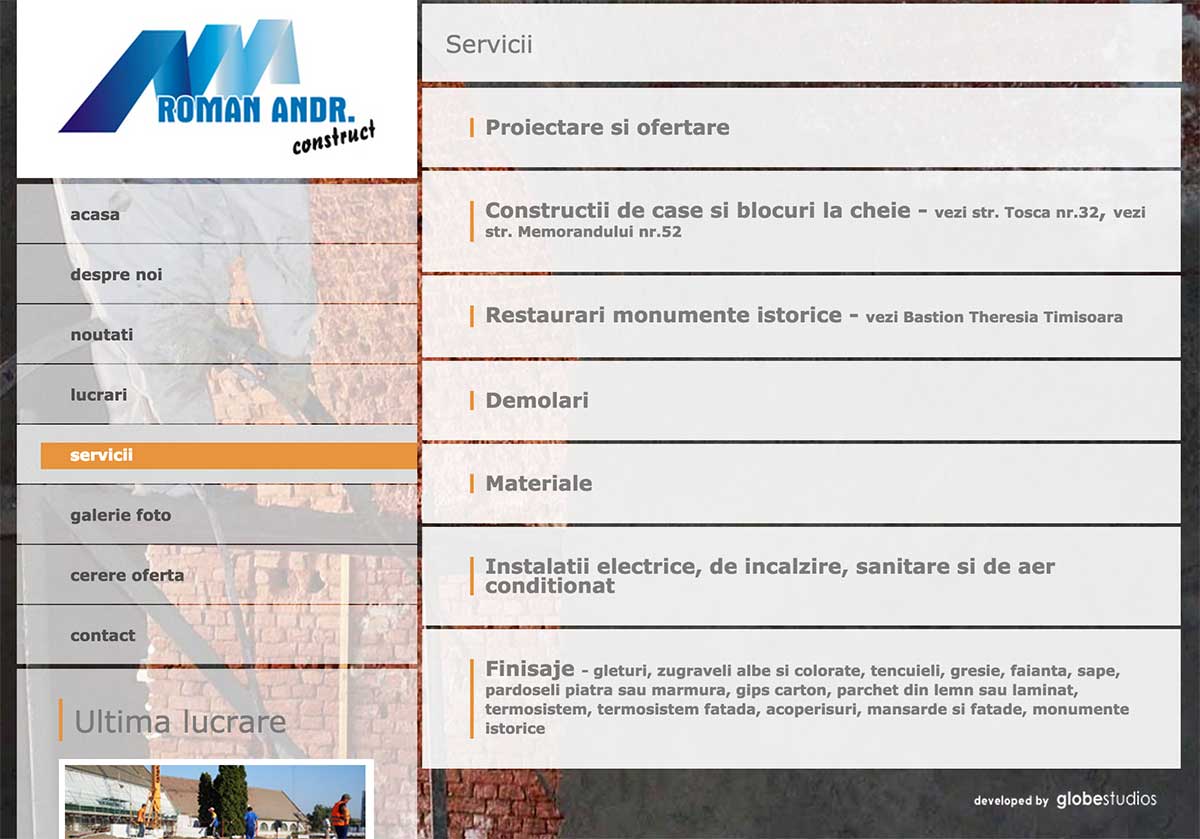 ROMAN ANDR.
construct
acasa
despre noi
noutati
lucrari
servicii
galerie foto
cerere oferta
contact
Ultima lucrare
Servicii
Proiectare si ofertare
Constructii de case si blocuri la cheie - vezi str. Tosca nr.32, vezi
str. Memorandului nr.52
Restaurari monumente istorice - vezi Bastion Theresia Timisoara
Demolari
Materiale
Instalatii electrice, de incalzire, sanitare si de aer
conditionat
Finisaje - gleturi, zugraveli albe si colorate, tencuieli, gresie, faianta, sape,
pardoseli piatra sau marmura, gips carton, parchet din lemn sau laminat,
termosistem, termosistem fatada, acoperisuri, mansarde si fatade, monumente
istorice
developed by globestudios